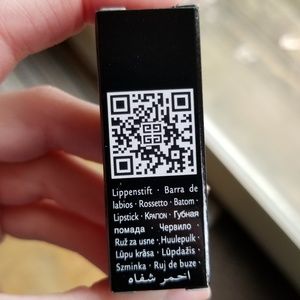 Lippenstift · Barra de
labios · Rossetto · Batom ·
Lipstick · Крапон · Губная
помада · Червило ·
Ruž za usne · Huulepulk ·
Lūpu krāsa · Lūpdažis ·
Szminka · Ruj de buze ·
احمر شفاه